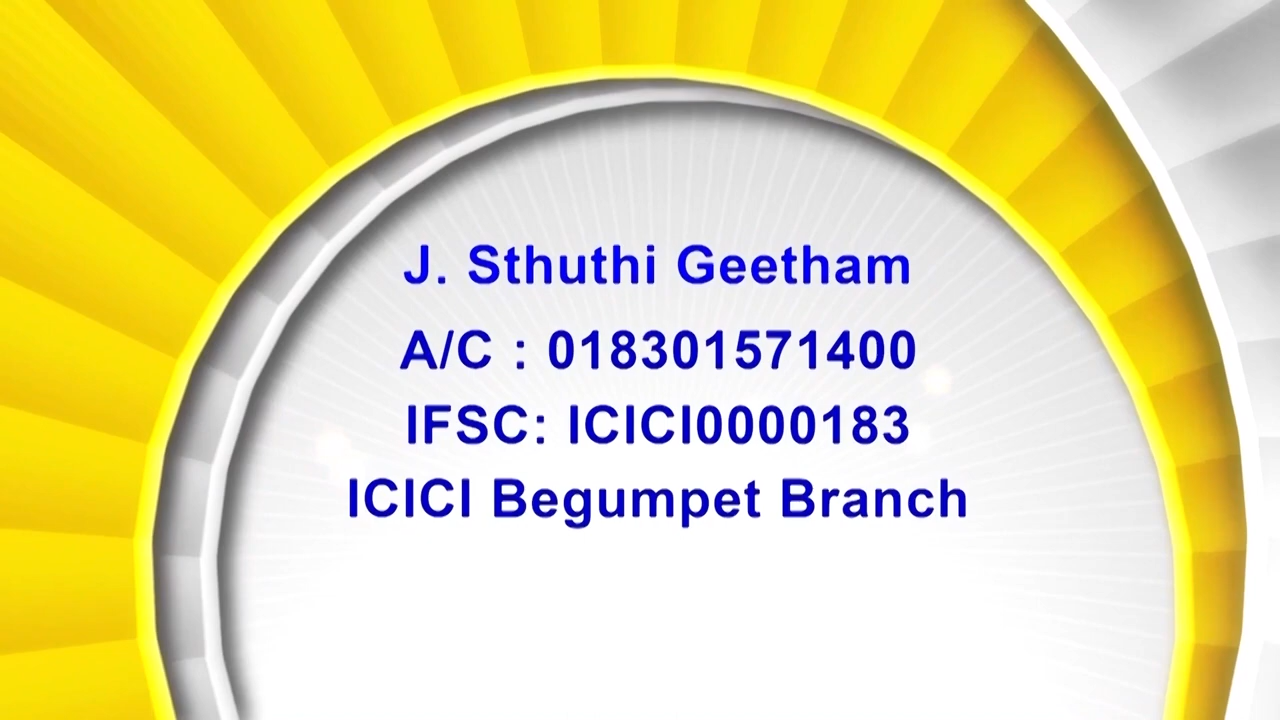 J. Sthuthi Geetham
A/C : 018301571400
IFSC: ICICI0000183
ICICI Begumpet Branch